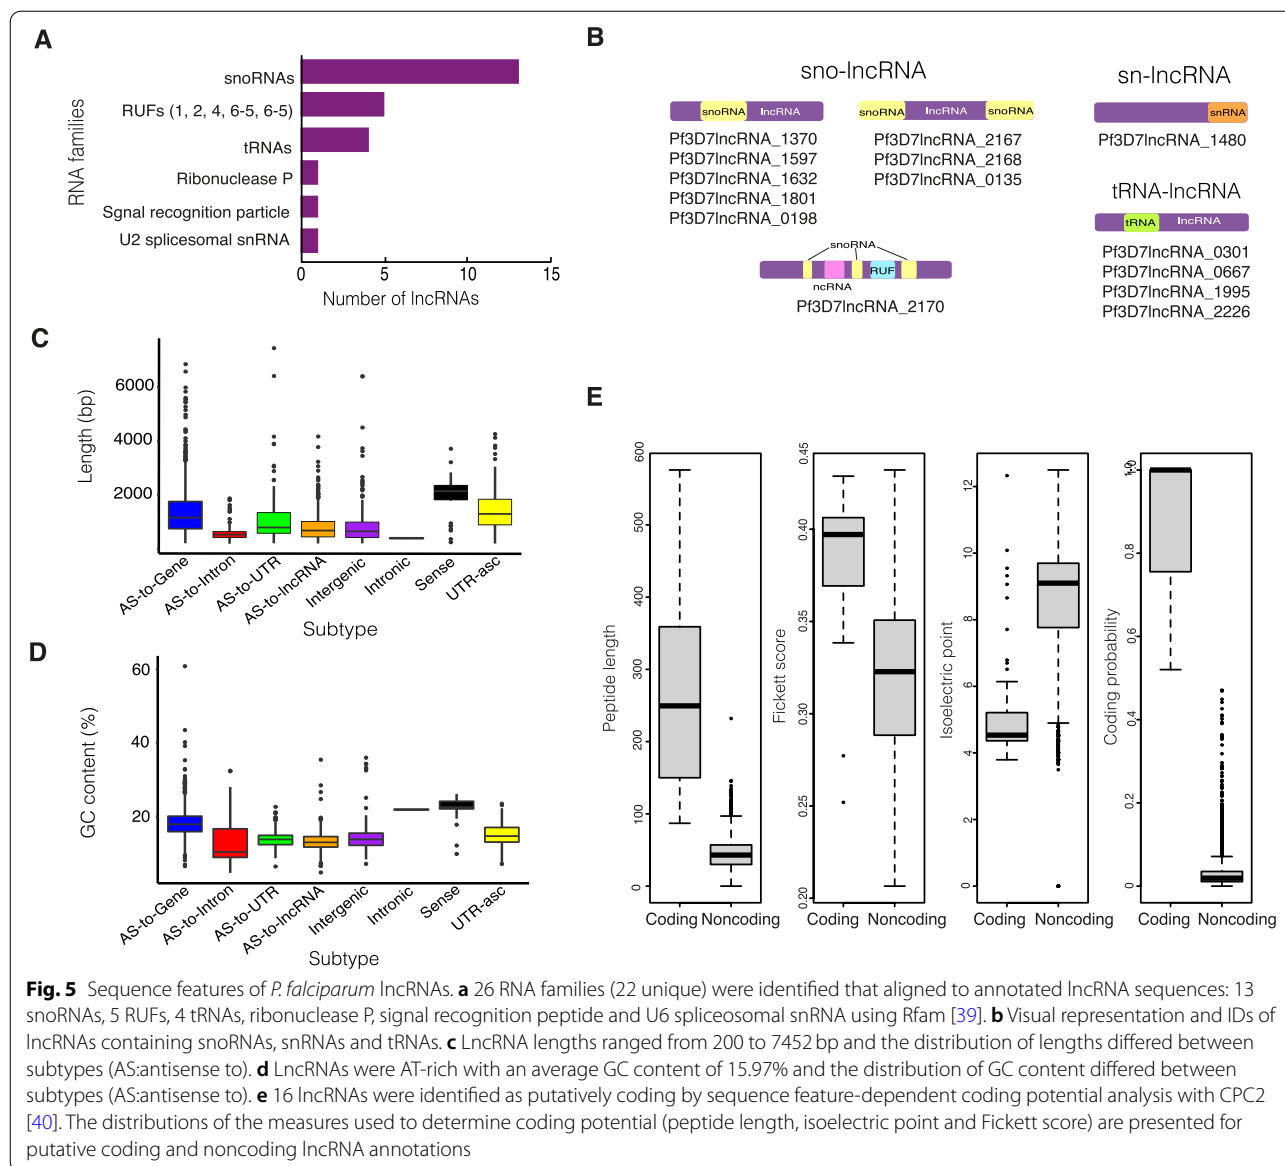 A
RNA families
snoRNAs
RUFs (1, 2, 4, 6-5, 6-5)
tRNAs
Ribonuclease P
Sgnal recognition particle
U2 splicesomal snRNA
0 5 10 15
Number of lncRNAs
B
sno-lncRNA
snoRNA lncRNA
Pf3D7lncRNA_1370
Pf3D7lncRNA_1597
Pf3D7lncRNA_1632
Pf3D7lncRNA_1801
Pf3D7lncRNA_0198
snoRNA lncRNA snoRNA
Pf3D7lncRNA_2167
Pf3D7lncRNA_2168
Pf3D7lncRNA_0135
snoRNA
RUF
ncRNA
Pf3D7lncRNA_2170
sn-lncRNA
snRNA
Pf3D7lncRNA_1480
tRNA-lncRNA
tRNA lncRNA
Pf3D7lncRNA_0301
Pf3D7lncRNA_0667
Pf3D7lncRNA_1995
Pf3D7lncRNA_2226
C
Length (bp)
6000
4000
2000
AS-to-Gene AS-to-Intron AS-to-UTR AS-to-lncRNA Intergenic Intronic Sense UTR-asc
Subtype
D
GC content (%)
60
40
20
AS-to-Gene AS-to-Intron AS-to-UTR AS-to-lncRNA Intergenic Intronic Sense UTR-asc
Subtype
E
Peptide length
600
500
400
300
200
100
0
Coding Noncoding
Fickett score
0.45
0.40
0.35
0.30
0.25
0.20
Coding Noncoding
Isoelectric point
12
10
8
6
4
2
0
Coding Noncoding
Coding probability
1.0
0.8
0.6
0.4
0.2
0
Coding Noncoding
Fig. 5 Sequence features of P. falciparum lncRNAs. a 26 RNA families (22 unique) were identified that aligned to annotated lncRNA sequences: 13
snoRNAs, 5 RUFs, 4 tRNAs, ribonuclease P, signal recognition peptide and U6 spliceosomal snRNA using Rfam [39]. b Visual representation and IDs of
lncRNAs containing snoRNAs, snRNAs and tRNAs. c LncRNA lengths ranged from 200 to 7452 bp and the distribution of lengths differed between
subtypes (AS:antisense to). d LncRNAs were AT-rich with an average GC content of 15.97% and the distribution of GC content differed between
subtypes (AS:antisense to). e 16 lncRNAs were identified as putatively coding by sequence feature-dependent coding potential analysis with CPC2
[40]. The distributions of the measures used to determine coding potential (peptide length, isoelectric point and Fickett score) are presented for
putative coding and noncoding lncRNA annotations